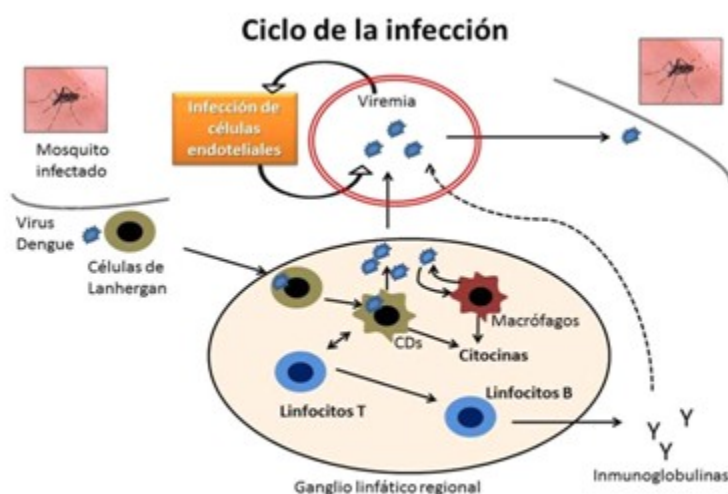 Ciclo de la infección
Mosquito
infectado
Infección de
células
endoteliales
Viremia
Virus
Dengue
Células de
Lanhergan
CDs
Macrófagos
Citocinas
Linfocitos T
Linfocitos B
Y Y
Y
Inmunoglobulinas
Ganglio linfático regional